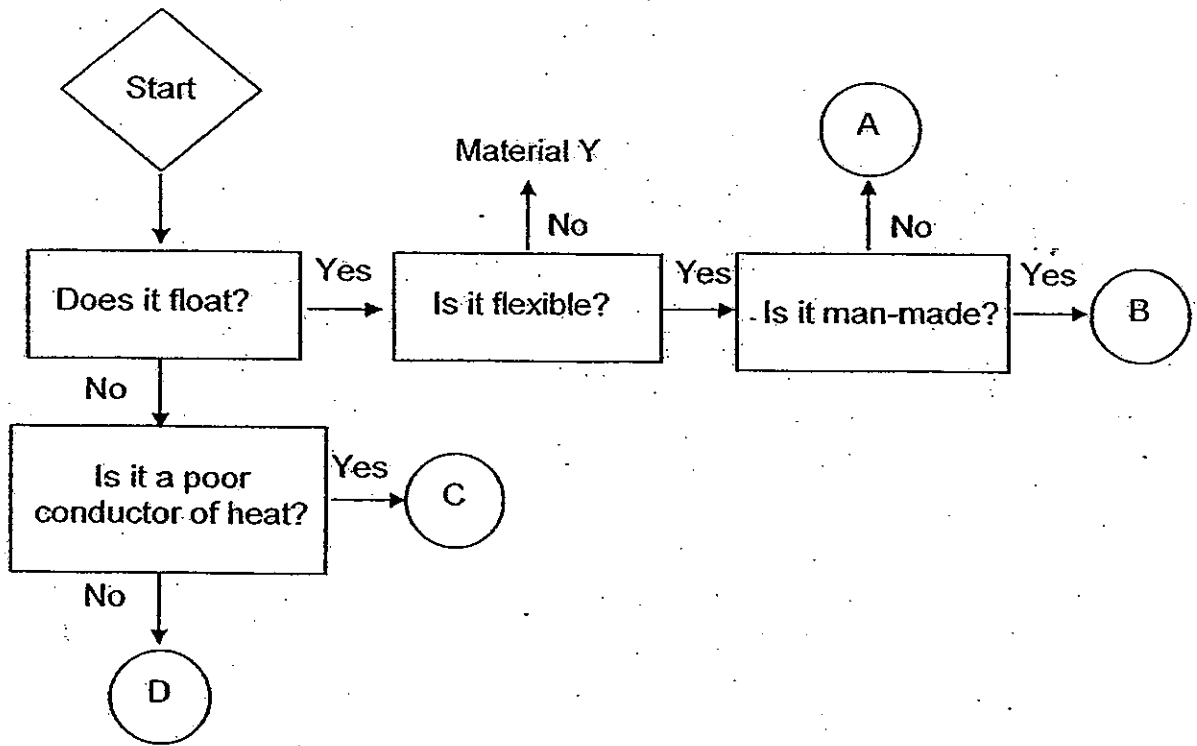 Start
A
Material Y
No
No
Does it float?
Yes
Is it flexible?
Yes
Is it man-made?
Yes
B
No
Is it a poor
conductor of heat?
Yes
C
No
D